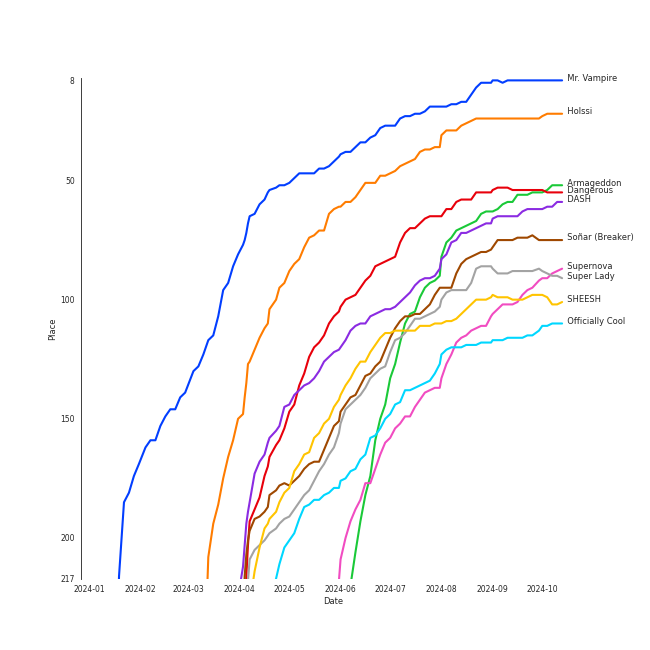 8
50
100
150
200
217
Place
2024-01
2024-02
2024-03
2024-04
2024-05
2024-06
2024-07
2024-08
2024-09
2024-10
Date
Mr. Vampire
Holssi
Armageddon
Dangerous
DASH
Soñar (Breaker)
Supernova
Super Lady
SHEESH
Officially Cool